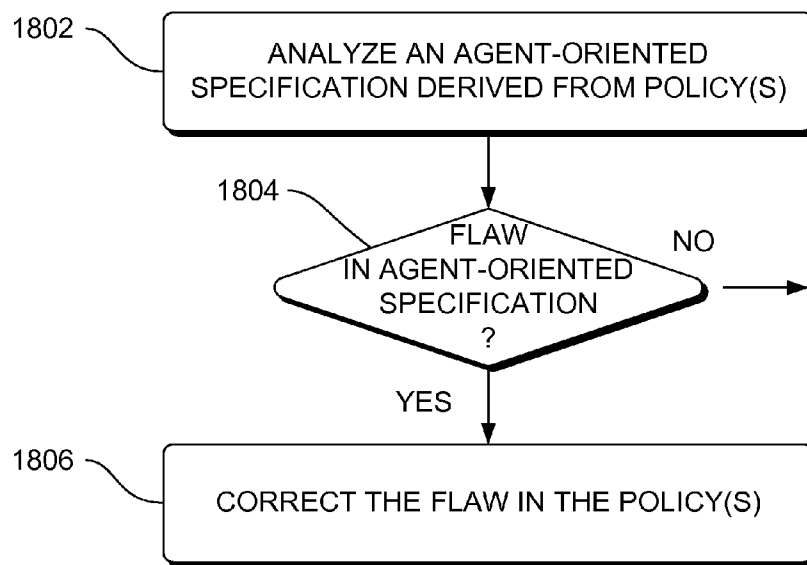 1802
ANALYZE AN AGENT-ORIENTED
SPECIFICATION DERIVED FROM POLICY(S)
1804
FLAW
IN AGENT-ORIENTED
SPECIFICATION
?
NO
YES
1806
CORRECT THE FLAW IN THE POLICY(S)